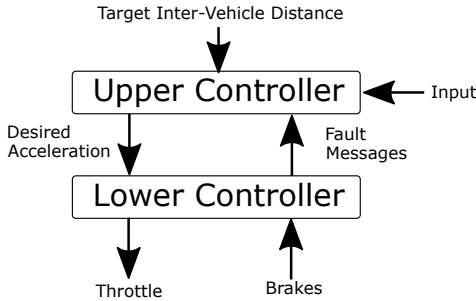 Target Inter-Vehicle Distance
Upper Controller
Input
Desired
Acceleration
Fault
Messages
Lower Controller
Throttle
Brakes